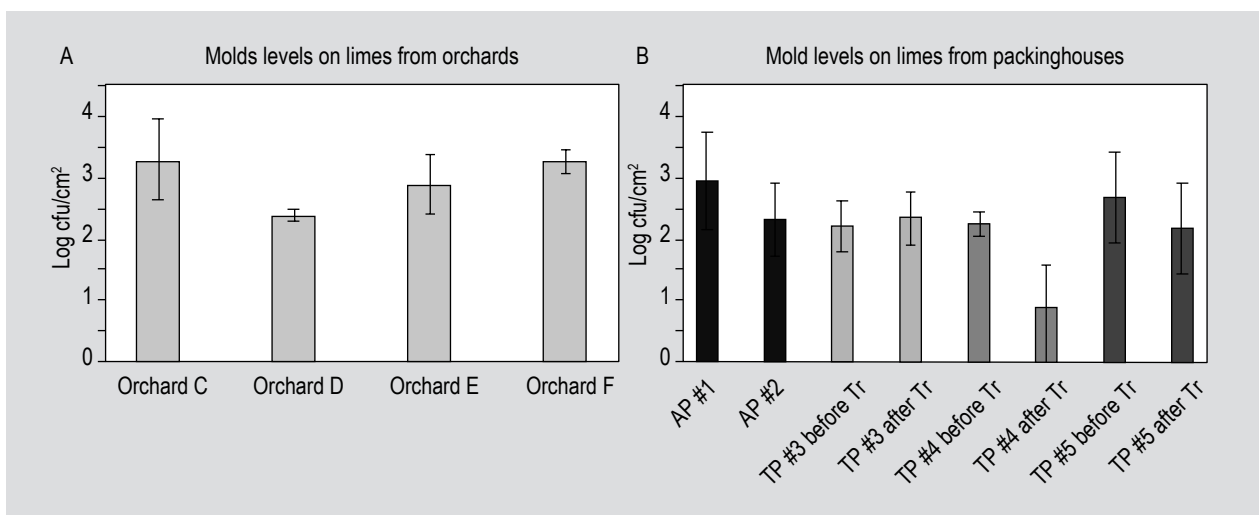 A
Molds levels on limes from orchards
Log cfu/cm²
4
3
2
1
0
Orchard C
Orchard D
Orchard E
Orchard F
B
Mold levels on limes from packinghouses
Log cfu/cm²
4
3
2
1
0
AP #1
AP #2
TP #3 before Tr
TP #3 after Tr
TP #4 before Tr
TP #4 after Tr
TP #5 before Tr
TP #5 after Tr